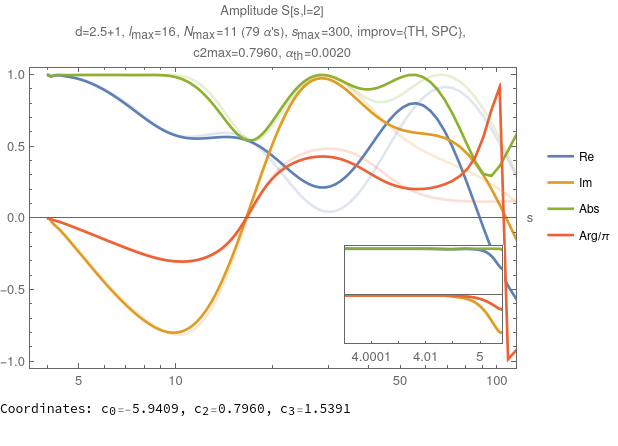 Amplitude S[s,l=2]
d=2.5+1, lmax=16, Nmax=11 (79 α's), smax=300, improv={TH, SPC},
c2max=0.7960, αth=0.0020
1.0
0.5
0.0
−0.5
−1.0
s
Re
Im
Abs
Arg/π
4.0001 4.01 5
5 10 50 100
Coordinates: c0=-5.9409, c2=0.7960, c3=1.5391